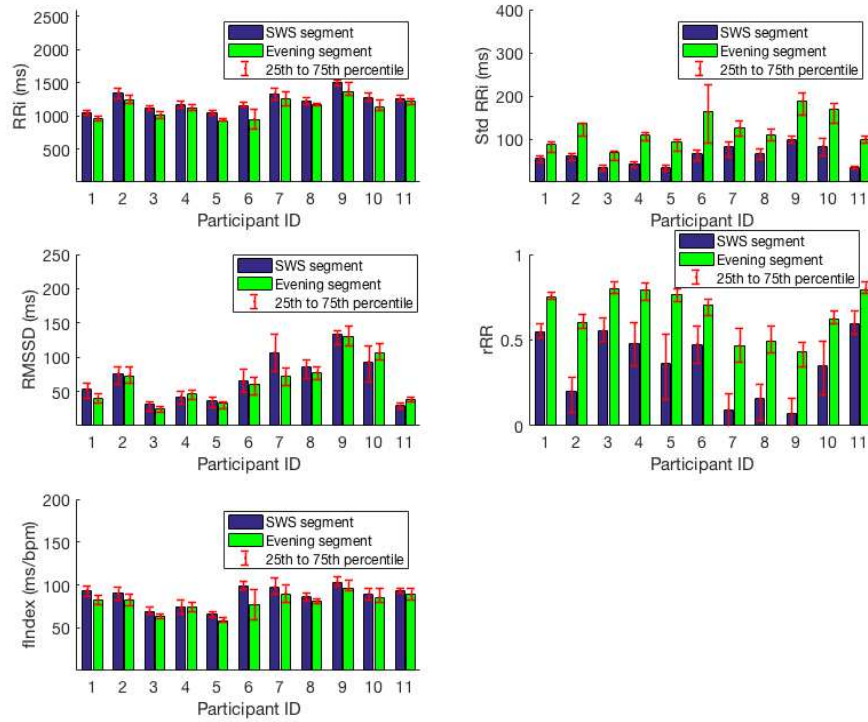 RRi (ms)
2500
2000
1500
1000
500
SWS segment
Evening segment
25th to 75th percentile
1 2 3 4 5 6 7 8 9 10 11
Participant ID
Std RRi (ms)
400
300
200
100
SWS segment
Evening segment
25th to 75th percentile
1 2 3 4 5 6 7 8 9 10 11
Participant ID
RMSSD (ms)
250
200
150
100
50
SWS segment
Evening segment
25th to 75th percentile
1 2 3 4 5 6 7 8 9 10 11
Participant ID
rRR
1
0.5
0
SWS segment
Evening segment
25th to 75th percentile
1 2 3 4 5 6 7 8 9 10 11
Participant ID
fIndex (ms/bpm)
200
150
100
50
SWS segment
Evening segment
25th to 75th percentile
1 2 3 4 5 6 7 8 9 10 11
Participant ID